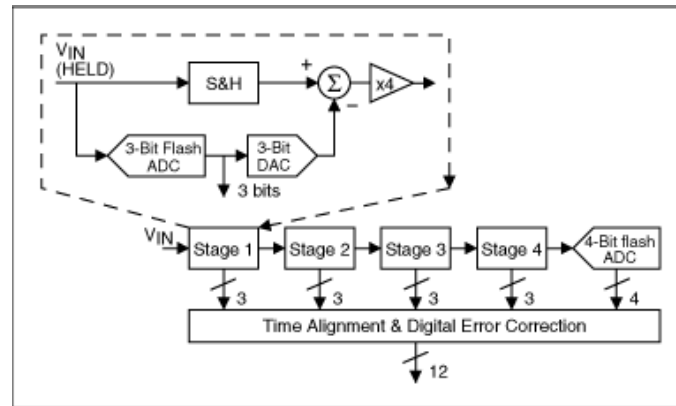 VIN
(HELD)
S&H
+
Σ
−
x4
3-Bit Flash
ADC
3-Bit
DAC
3 bits
VIN
Stage 1
Stage 2
Stage 3
Stage 4
4-Bit flash
ADC
3
3
3
3
4
Time Alignment & Digital Error Correction
12